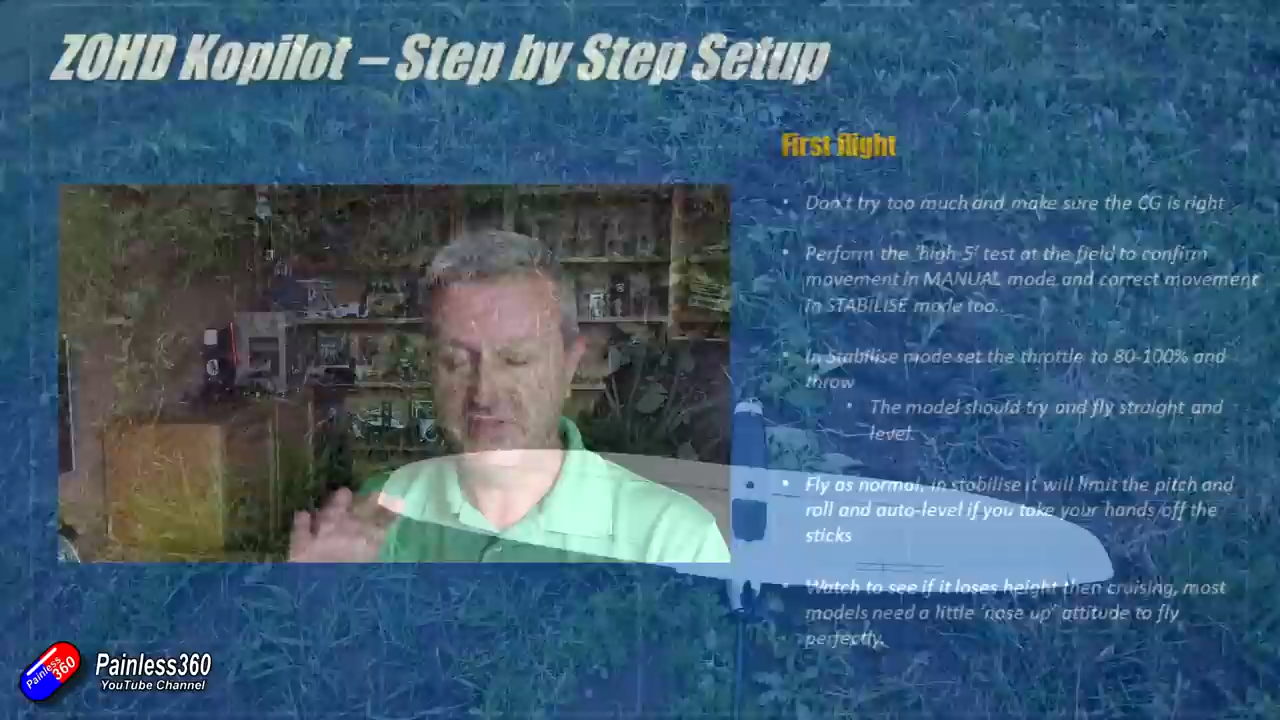 ZOHD Kopilot – Step by Step Setup
First flight
Don't try too much and make sure the CG is right
Perform the 'high 5' test at the field to confirm
movement in MANUAL mode and correct movement
in STABILISE mode too..
In Stabilise mode set the throttle to 80-100% and
throw
The model should try and fly straight and
level.
Fly as normal, in stabilise it will limit the pitch and
roll and auto-level if you take your hands off the
sticks
Watch to see if it loses height then cruising, most
models need a little 'nose up' attitude to fly
perfectly.
Painless360
Painless360
YouTube Channel